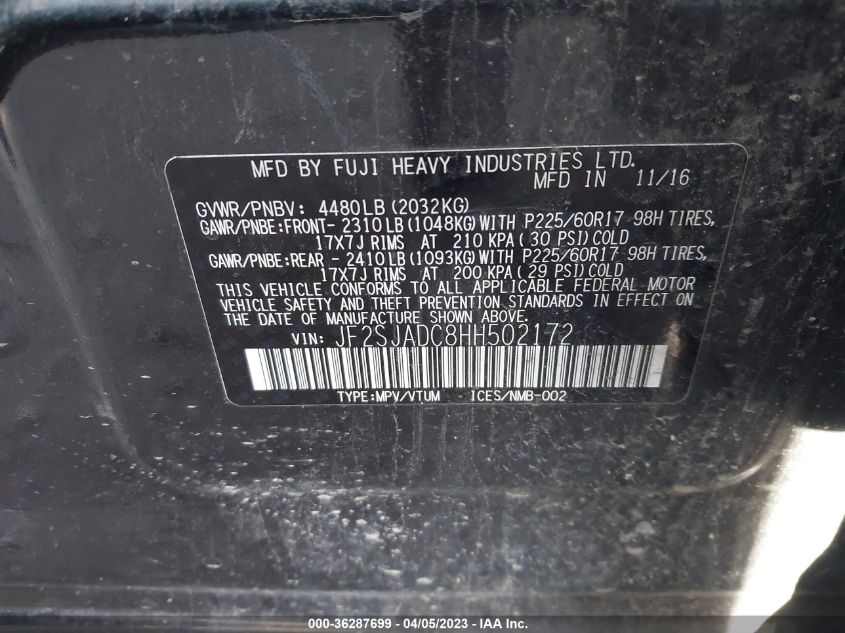 MFD BY FUJI HEAVY INDUSTRIES LTD.
MFD IN 11/16
GVWR/PNBV: 4480LB(2032KG)
GAWR/PNBE:FRONT- 2310LB(1048KG)WITH P225/60R17 98H TIRES,
17X7J RIMS AT 210 KPA(30 PSI)COLD
GAWR/PNBE:REAR - 2410LB(1093KG)WITH P225/60R17 98H TIRES,
17X7J RIMS AT 200 KPA(29 PSI)COLD
THIS VEHICLE CONFORMS TO ALL APPLICABLE FEDERAL MOTOR
VEHICLE SAFETY AND THEFT PREVENTION STANDARDS IN EFFECT ON
THE DATE OF MANUFACTURE SHOWN ABOVE.
VIN: JF2SJADC8HH502172
TYPE:MPV/VTUM ICES/NMB-002
000-36287699 - 04/05/2023 - © COPYRIGHT IAA, INC.